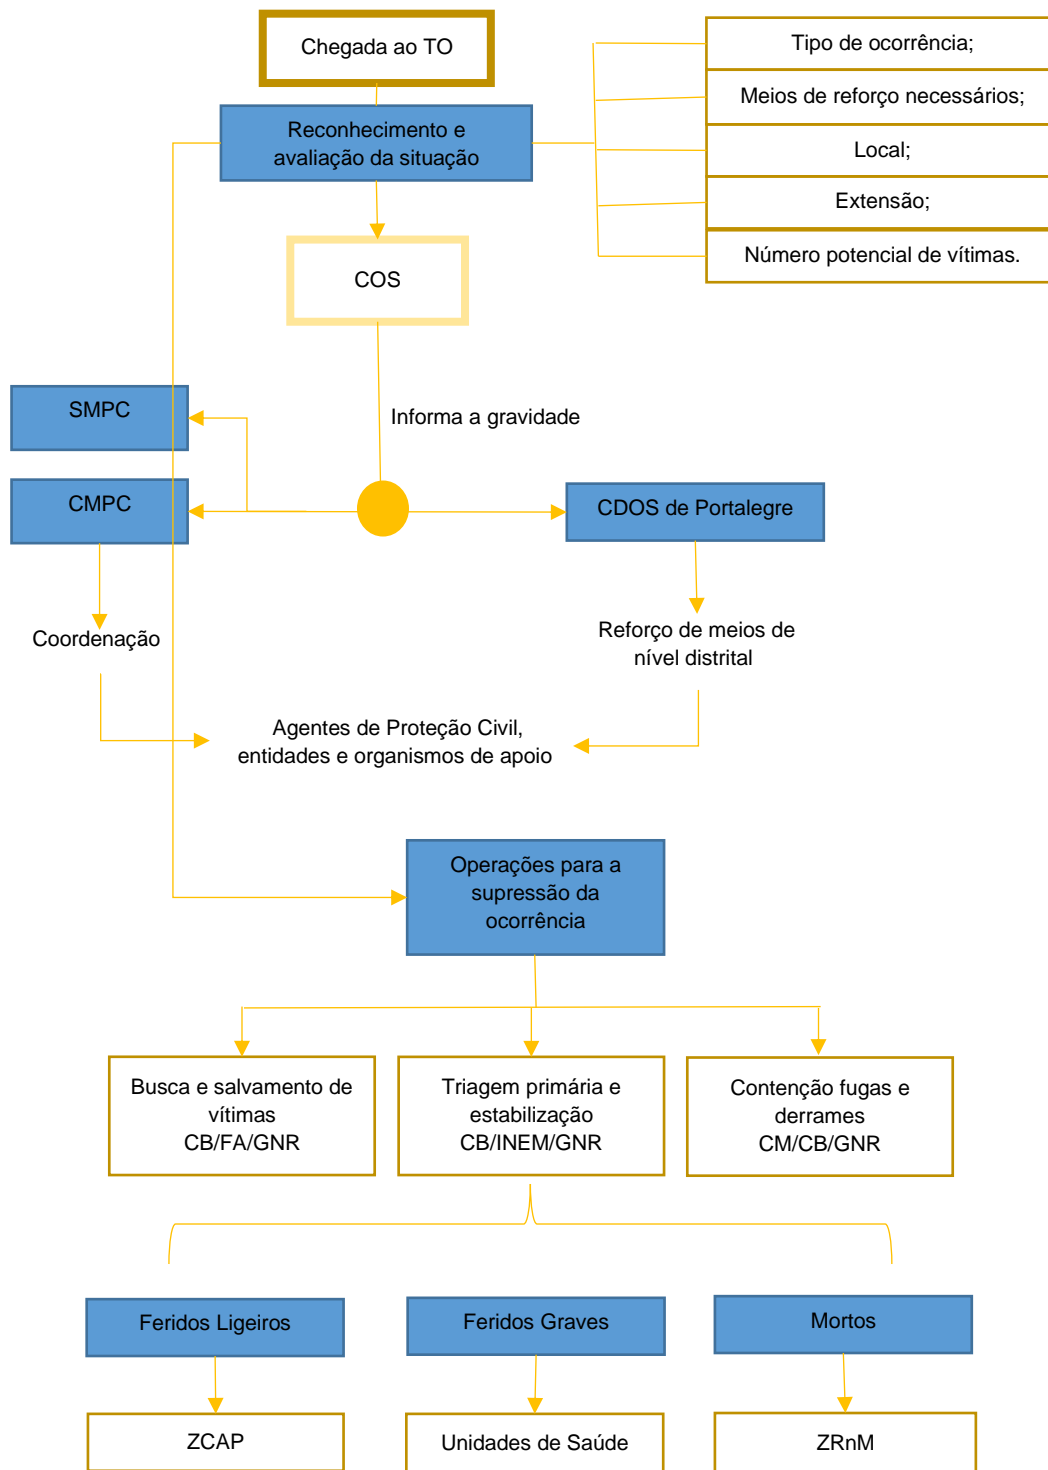 Chegada ao TO
Tipo de ocorrência;
Meios de reforço necessários;
Local;
Extensão;
Número potencial de vítimas.
Reconhecimento e
avaliação da situação
COS
Informa a gravidade
SMPC
CMPC
CDOS de Portalegre
Coordenação
Reforço de meios de
nível distrital
Agentes de Proteção Civil,
entidades e organismos de apoio
Operações para a
supressão da
ocorrência
Busca e salvamento de
vítimas
CB/FA/GNR
Triagem primária e
estabilização
CB/INEM/GNR
Contenção fugas e
derrames
CM/CB/GNR
Feridos Ligeiros
Feridos Graves
Mortos
ZCAP
Unidades de Saúde
ZRnM